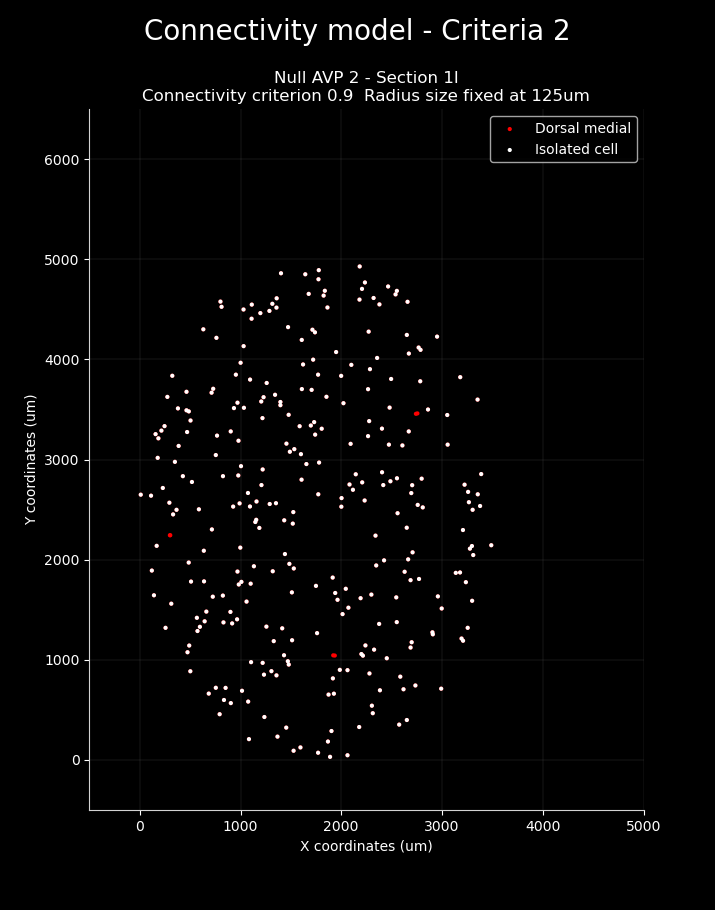 Connectivity model - Criteria 2
Null AVP 2 - Section 1I
Connectivity criterion 0.9  Radius size fixed at 125um
Dorsal medial
Isolated cell
6000
5000
4000
3000
2000
1000
0
Y coordinates (um)
0 1000 2000 3000 4000 5000
X coordinates (um)